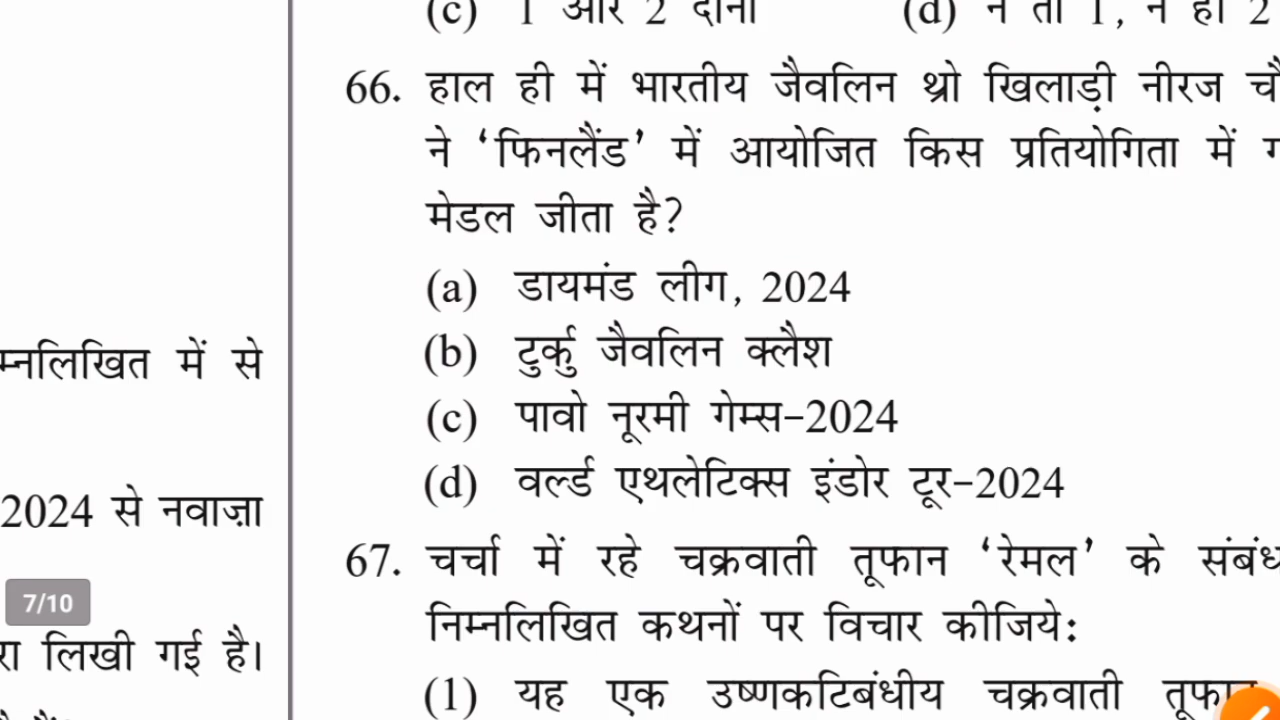 (c) 1 और 2 दोनों (d) न तो 1, न ही 2
66. हाल ही में भारतीय जैवलिन थ्रो खिलाड़ी नीरज
ने ‘फिनलैंड’ में आयोजित किस प्रतियोगिता में
मेडल जीता है?
(a) डायमंड लीग, 2024
(b) टुर्कु जैवलिन क्लैश
(c) पावो नूरमी गेम्स–2024
(d) वर्ल्ड एथलेटिक्स इंडोर टूर–2024
67. चर्चा में रहे चक्रवाती तूफान ‘रेमल’ के
निम्नलिखित कथनों पर विचार कीजिये:
(1) यह एक उष्णकटिबंधीय चक्रवाती तूफान
में से
2024 से नवाज़ा
7/10
लिखी गई है।